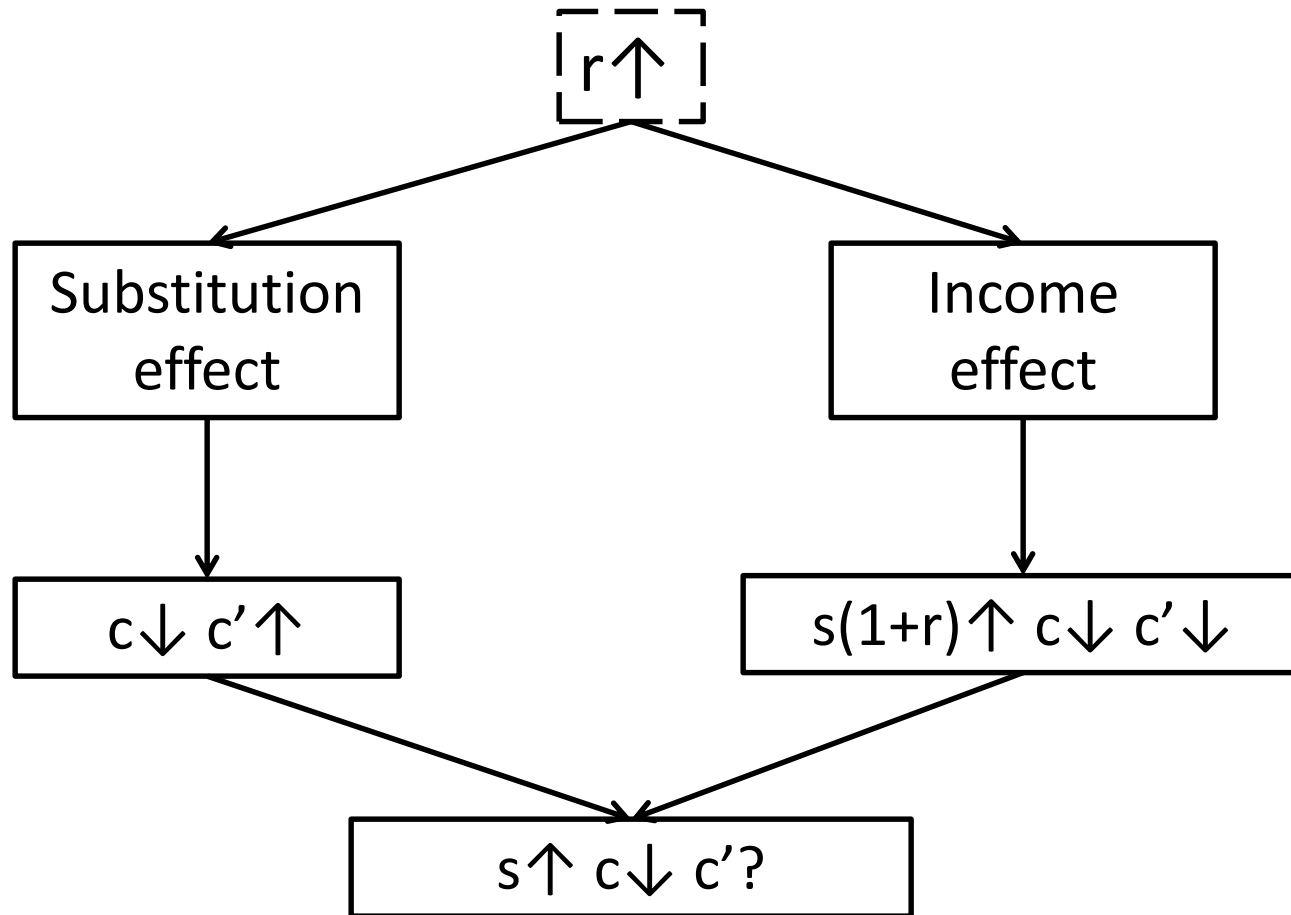 r↑
Substitution
effect
Income
effect
c↓ c’↑
s(1+r)↑ c↓ c’↓
s↑ c↓ c’?